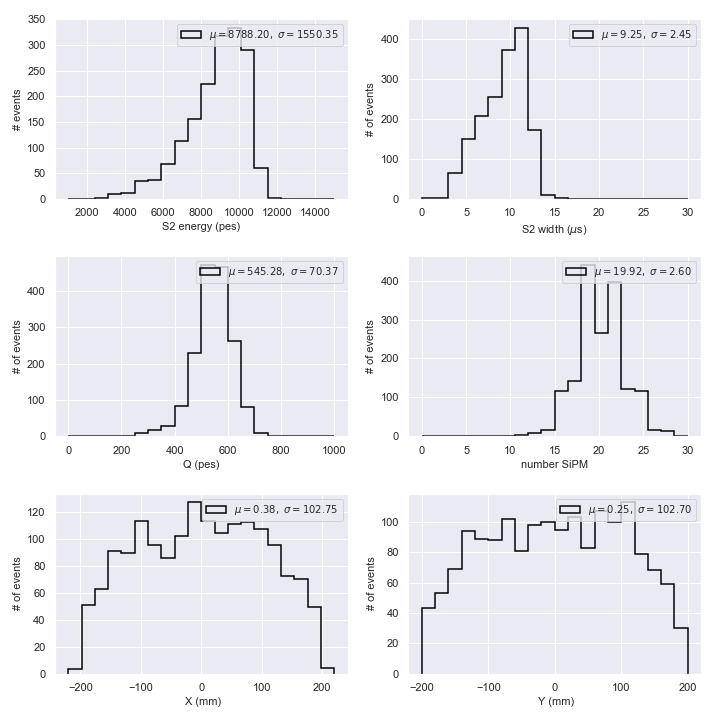 μ = 8788.20, σ = 1550.35
350
300
250
200
150
100
50
0
# events
2000 4000 6000 8000 10000 12000 14000
S2 energy (pes)
μ = 9.25, σ = 2.45
400
300
200
100
0
# of events
0 5 10 15 20 25 30
S2 width (μs)
μ = 545.28, σ = 70.37
400
300
200
100
0
# of events
0 200 400 600 800 1000
Q (pes)
μ = 19.92, σ = 2.60
400
300
200
100
0
# of events
0 5 10 15 20 25 30
number SiPM
μ = 0.38, σ = 102.75
120
100
80
60
40
20
0
# of events
−200 −100 0 100 200
X (mm)
μ = 0.25, σ = 102.70
100
80
60
40
20
0
# of events
−200 −100 0 100 200
Y (mm)